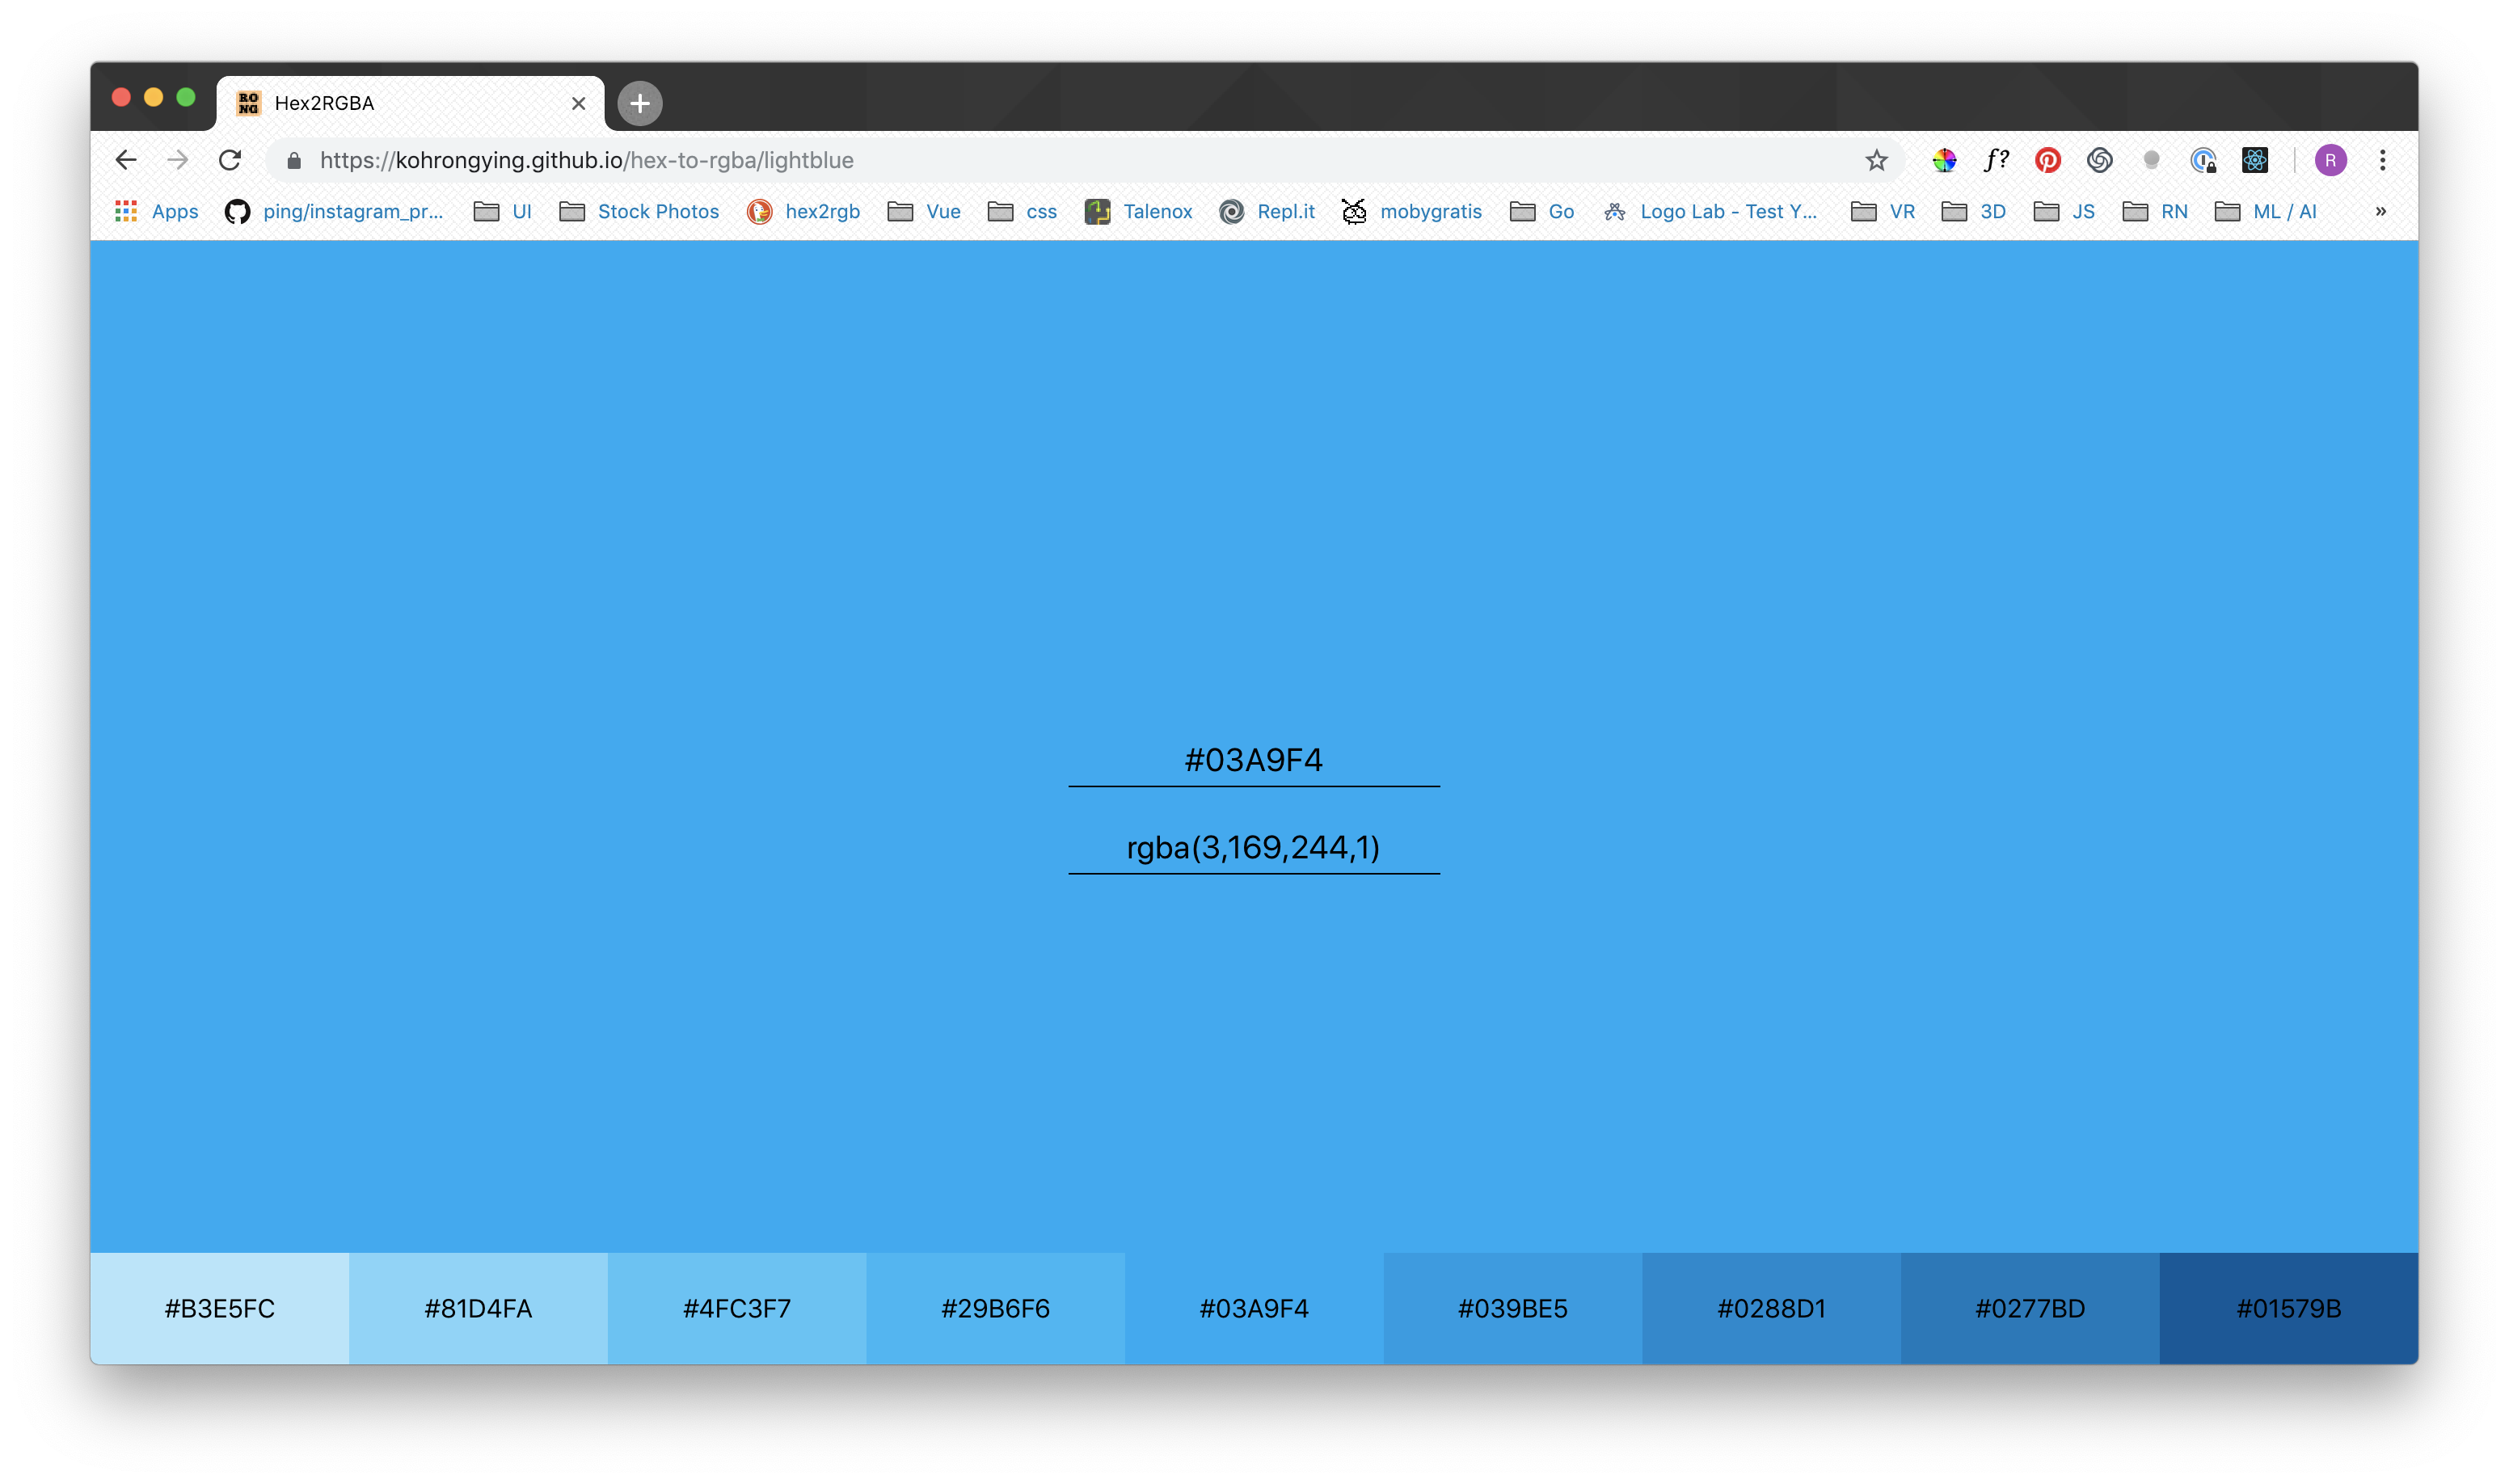 RO
NG
Hex2RGBA
https://kohrongying.github.io/hex-to-rgba/lightblue
f?
R
Apps ping/instagram_pr... UI Stock Photos hex2rgb Vue css Talenox Repl.it mobygratis Go Logo Lab - Test Y... VR 3D JS RN ML / AI »
#03A9F4
rgba(3,169,244,1)
#B3E5FC #81D4FA #4FC3F7 #29B6F6 #03A9F4 #039BE5 #0288D1 #0277BD #01579B